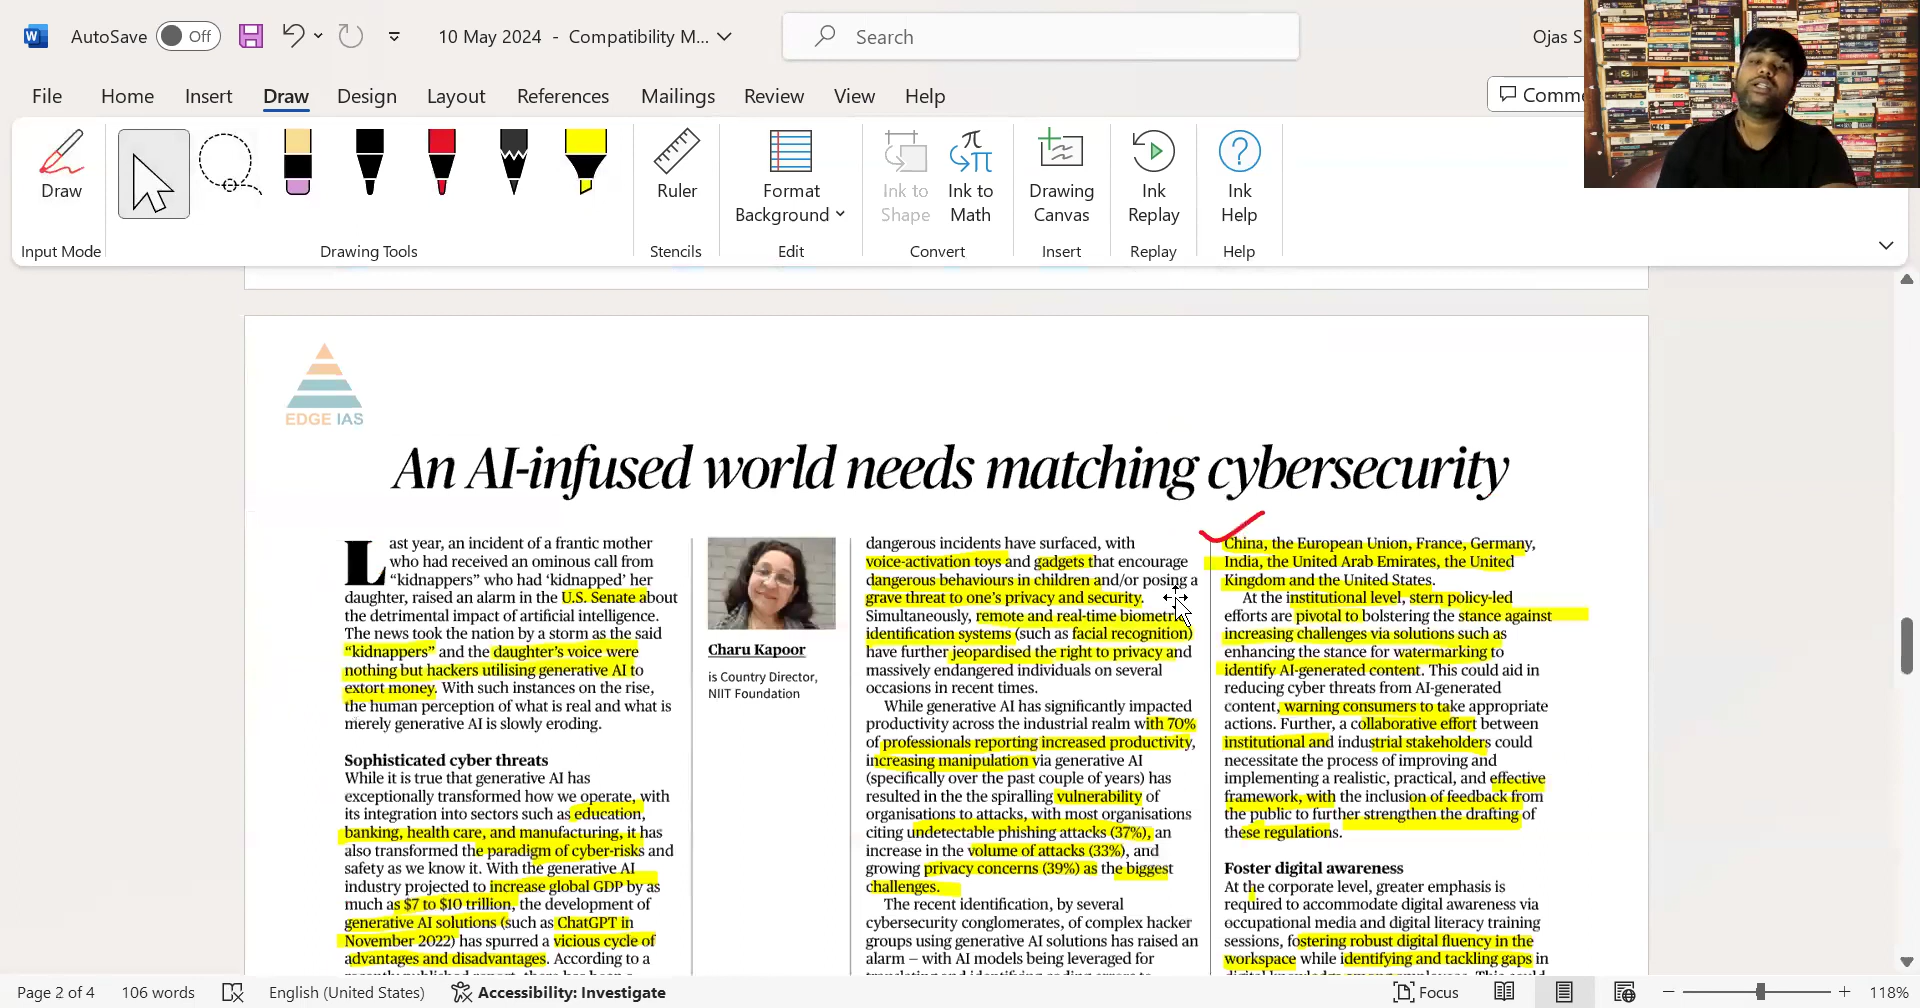 AutoSave Off
10 May 2024 - Compatibility M...
Search
Ojas S
File Home Insert Draw Design Layout References Mailings Review View Help
Comme
Draw
Ruler
Format
Background
Ink to
Shape
Ink to
Math
Drawing
Canvas
Ink
Replay
Ink
Help
Input Mode
Drawing Tools
Stencils
Edit
Convert
Insert
Replay
Help
EDGE IAS
An AI-infused world needs matching cybersecurity
Last year, an incident of a frantic mother
who had received an ominous call from
“kidnappers” who had ‘kidnapped’ her
daughter, raised an alarm in the U.S. Senate about
the detrimental impact of artificial intelligence.
The news took the nation by a storm as the said
“kidnappers” and the daughter’s voice were
nothing but hackers utilising generative AI to
extort money. With such instances on the rise,
the human perception of what is real and what is
merely generative AI is slowly eroding.
Sophisticated cyber threats
While it is true that generative AI has
exceptionally transformed how we operate, with
its integration into sectors such as education,
banking, health care, and manufacturing, it has
also transformed the paradigm of cyber-risks and
safety as we know it. With the generative AI
industry projected to increase global GDP by as
much as $7 to $10 trillion, the development of
generative AI solutions (such as ChatGPT in
November 2022) has spurred a vicious cycle of
advantages and disadvantages. According to a
Charu Kapoor
is Country Director,
NIIT Foundation
dangerous incidents have surfaced, with
voice-activation toys and gadgets that encourage
dangerous behaviours in children and/or posing a
grave threat to one’s privacy and security.
Simultaneously, remote and real-time biometric
identification systems (such as facial recognition)
have further jeopardised the right to privacy and
massively endangered individuals on several
occasions in recent times.
While generative AI has significantly impacted
productivity across the industrial realm with 70%
of professionals reporting increased productivity,
increasing manipulation via generative AI
(specifically over the past couple of years) has
resulted in the the spiralling vulnerability of
organisations to attacks, with most organisations
citing undetectable phishing attacks (37%), an
increase in the volume of attacks (33%), and
growing privacy concerns (39%) as the biggest
challenges.
The recent identification, by several
cybersecurity conglomerates, of complex hacker
groups using generative AI solutions has raised an
alarm — with AI models being leveraged for
China, the European Union, France, Germany,
India, the United Arab Emirates, the United
Kingdom and the United States.
At the institutional level, stern policy-led
efforts are pivotal to bolstering the stance against
increasing challenges via solutions such as
enhancing the stance for watermarking to
identify AI-generated content. This could aid in
reducing cyber threats from AI-generated
content, warning consumers to take appropriate
actions. Further, a collaborative effort between
institutional and industrial stakeholders could
necessitate the process of improving and
implementing a realistic, practical, and effective
framework, with the inclusion of feedback from
the public to further strengthen the drafting of
these regulations.
Foster digital awareness
At the corporate level, greater emphasis is
required to accommodate digital awareness via
occupational media and digital literacy training
sessions, fostering robust digital fluency in the
workspace while identifying and tackling gaps in
Page 2 of 4 106 words English (United States) Accessibility: Investigate Focus 118%